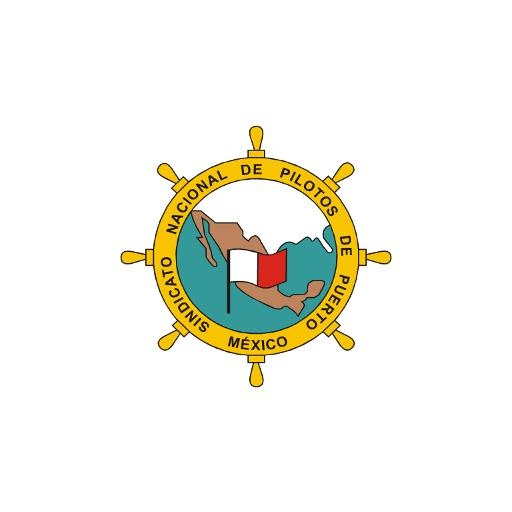 SINDICATO NACIONAL DE PILOTOS DE PUERTO
MÉXICO